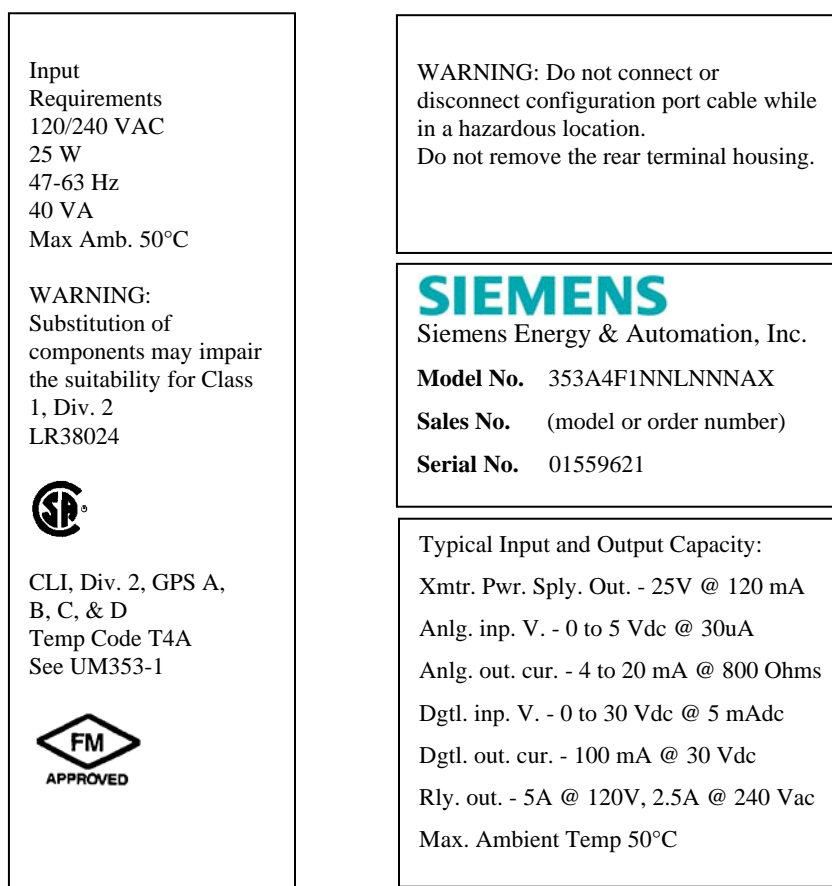 Input
Requirements
120/240 VAC
25 W
47-63 Hz
40 VA
Max Amb. 50°C
WARNING:
Substitution of
components may impair
the suitability for Class
1, Div. 2
LR38024
SA
®
CLI, Div. 2, GPS A,
B, C, & D
Temp Code T4A
See UM353-1
FM
APPROVED
WARNING: Do not connect or
disconnect configuration port cable while
in a hazardous location.
Do not remove the rear terminal housing.
SIEMENS
Siemens Energy & Automation, Inc.
Model No. 353A4F1NNLNNNAX
Sales No. (model or order number)
Serial No. 01559621
Typical Input and Output Capacity:
Xmtr. Pwr. Sply. Out. - 25V @ 120 mA
Anlg. inp. V. - 0 to 5 Vdc @ 30uA
Anlg. out. cur. - 4 to 20 mA @ 800 Ohms
Dgtl. inp. V. - 0 to 30 Vdc @ 5 mAdc
Dgtl. out. cur. - 100 mA @ 30 Vdc
Rly. out. - 5A @ 120V, 2.5A @ 240 Vac
Max. Ambient Temp 50°C